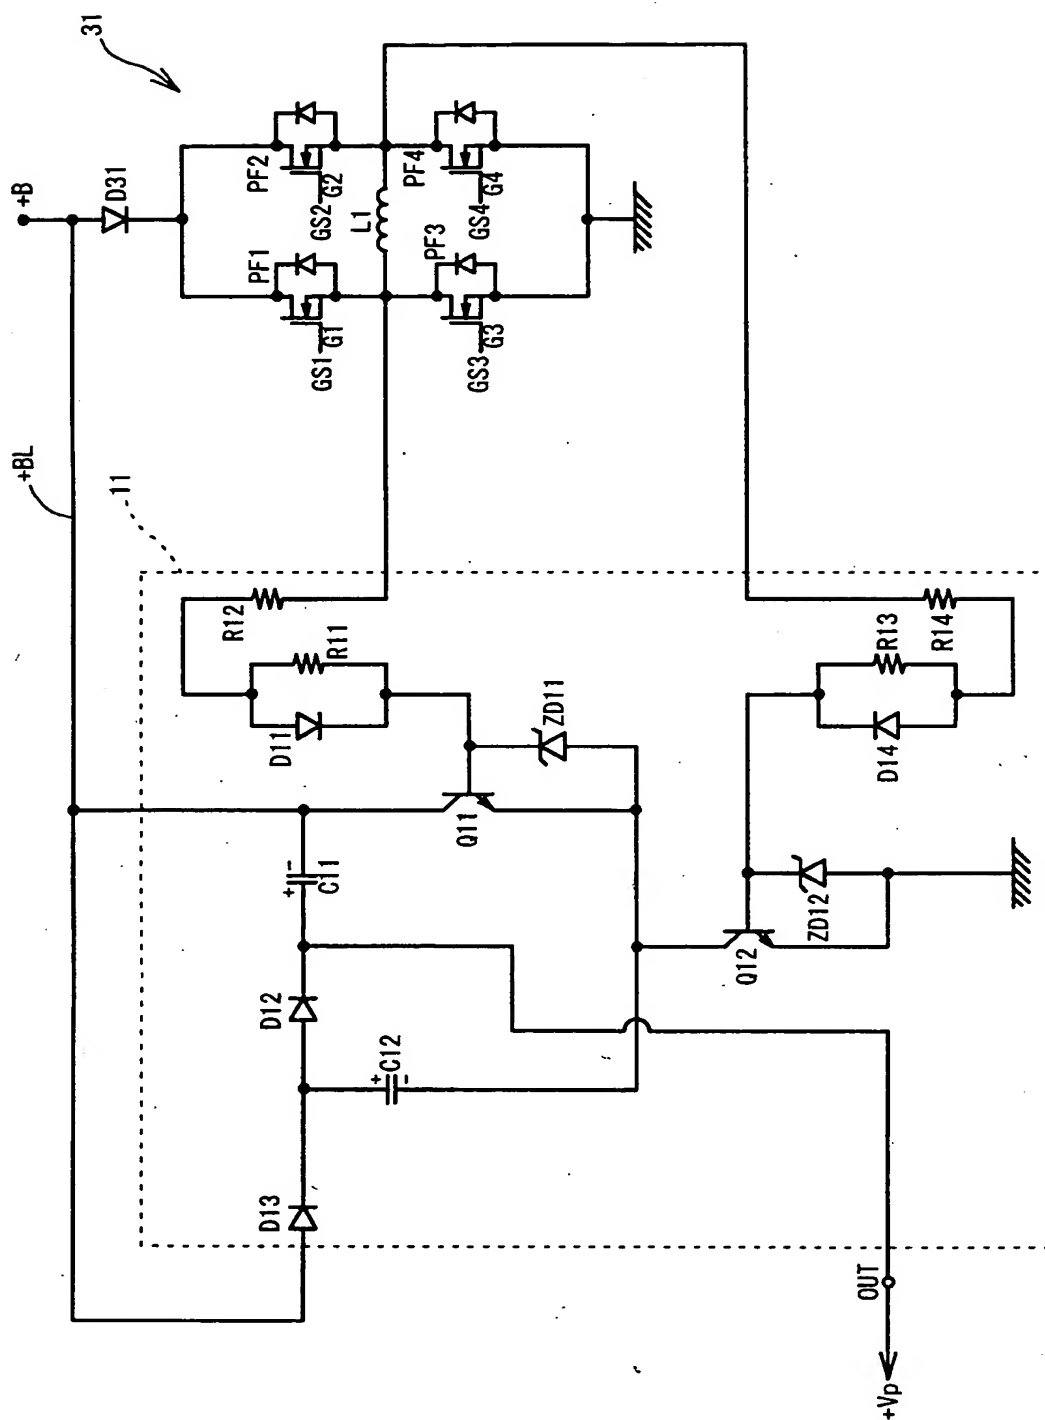 31
+B
D31
PF2
GS2
G2
PF1
GS1
G1
L1
PF4
GS4
G4
PF3
GS3
G3
+BL
11
R12
R11
D11
ZD11
Q11
+
-
C11
D12
+
-
C12
D13
R13
R14
D14
ZD12
Q12
OUT
+Vp